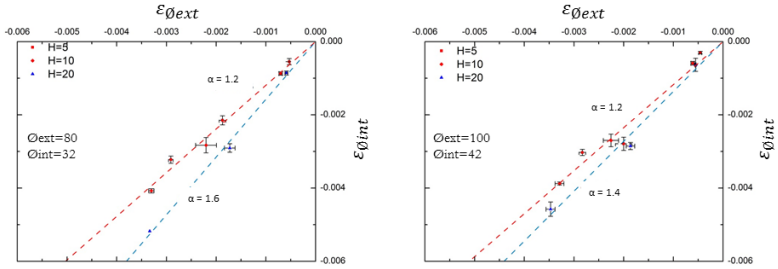 εØext
-0.006 -0.005 -0.004 -0.003 -0.002 -0.001 0.000
0.000
-0.002
-0.004
-0.006
εØint
H=5
H=10
H=20
α = 1.2
Øext=80
Øint=32
α = 1.6
εØext
-0.006 -0.005 -0.004 -0.003 -0.002 -0.001 0.000
0.000
-0.002
-0.004
-0.006
εØint
H=5
H=10
H=20
α = 1.2
Øext=100
Øint=42
α = 1.4